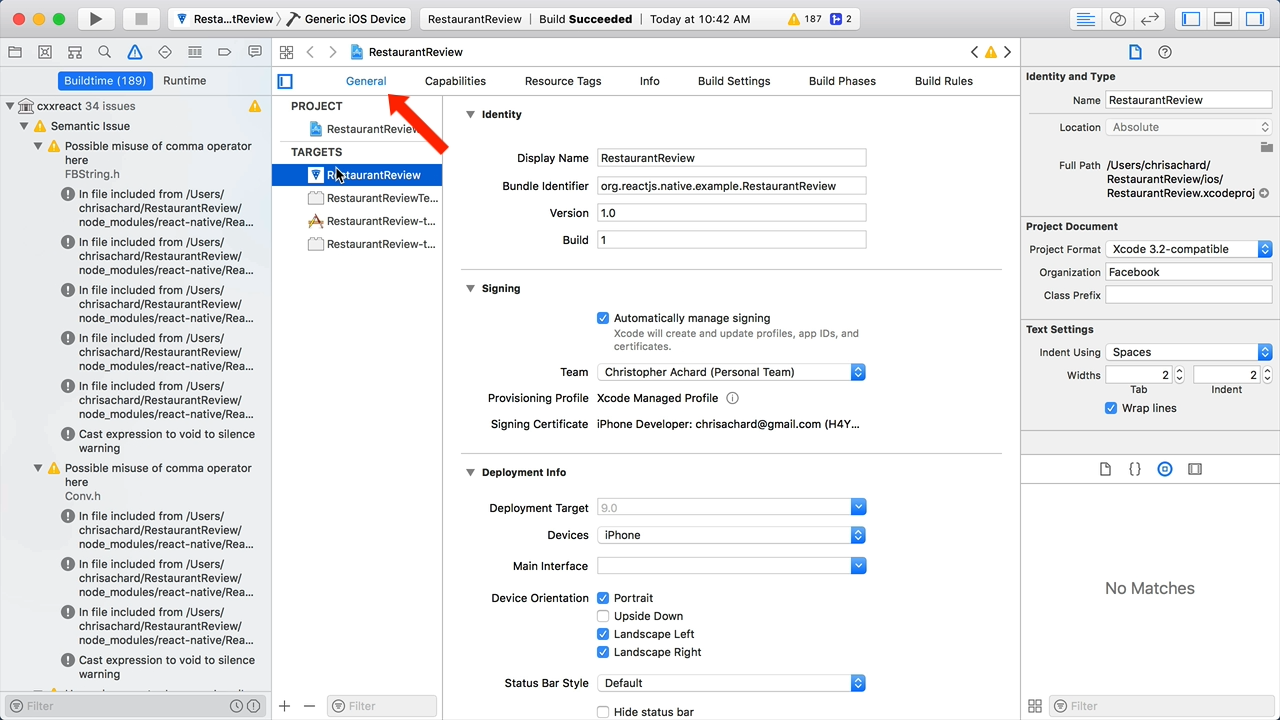 Resta...tReview
Generic iOS Device
RestaurantReview
Build Succeeded
Today at 10:42 AM
187
2
RestaurantReview
Buildtime (189)
Runtime
General
Capabilities
Resource Tags
Info
Build Settings
Build Phases
Build Rules
cxxreact 34 issues
Semantic Issue
Possible misuse of comma operator
here
FBString.h
In file included from /Users/
chrisachard/RestaurantReview/
node_modules/react-native/Rea...
In file included from /Users/
chrisachard/RestaurantReview/
node_modules/react-native/Rea...
In file included from /Users/
chrisachard/RestaurantReview/
node_modules/react-native/Rea...
In file included from /Users/
chrisachard/RestaurantReview/
node_modules/react-native/Rea...
In file included from /Users/
chrisachard/RestaurantReview/
node_modules/react-native/Rea...
Cast expression to void to silence
warning
Possible misuse of comma operator
here
Conv.h
In file included from /Users/
chrisachard/RestaurantReview/
node_modules/react-native/Rea...
In file included from /Users/
chrisachard/RestaurantReview/
node_modules/react-native/Rea...
In file included from /Users/
chrisachard/RestaurantReview/
node_modules/react-native/Rea...
Cast expression to void to silence
warning
Filter
PROJECT
RestaurantReview
TARGETS
RestaurantReview
RestaurantReviewTe...
RestaurantReview-t...
RestaurantReview-t...
Filter
Identity
Display Name RestaurantReview
Bundle Identifier org.reactjs.native.example.RestaurantReview
Version 1.0
Build 1
Signing
Automatically manage signing
Xcode will create and update profiles, app IDs, and
certificates.
Team Christopher Achard (Personal Team)
Provisioning Profile Xcode Managed Profile
Signing Certificate iPhone Developer: chrisachard@gmail.com (H4Y...
Deployment Info
Deployment Target 9.0
Devices iPhone
Main Interface
Device Orientation Portrait
Upside Down
Landscape Left
Landscape Right
Status Bar Style Default
Hide status bar
Identity and Type
Name RestaurantReview
Location Absolute
Full Path /Users/chrisachard/
RestaurantReview/ios/
RestaurantReview.xcodeproj
Project Document
Project Format Xcode 3.2-compatible
Organization Facebook
Class Prefix
Text Settings
Indent Using Spaces
Widths 2 2
Tab Indent
Wrap lines
No Matches
Filter